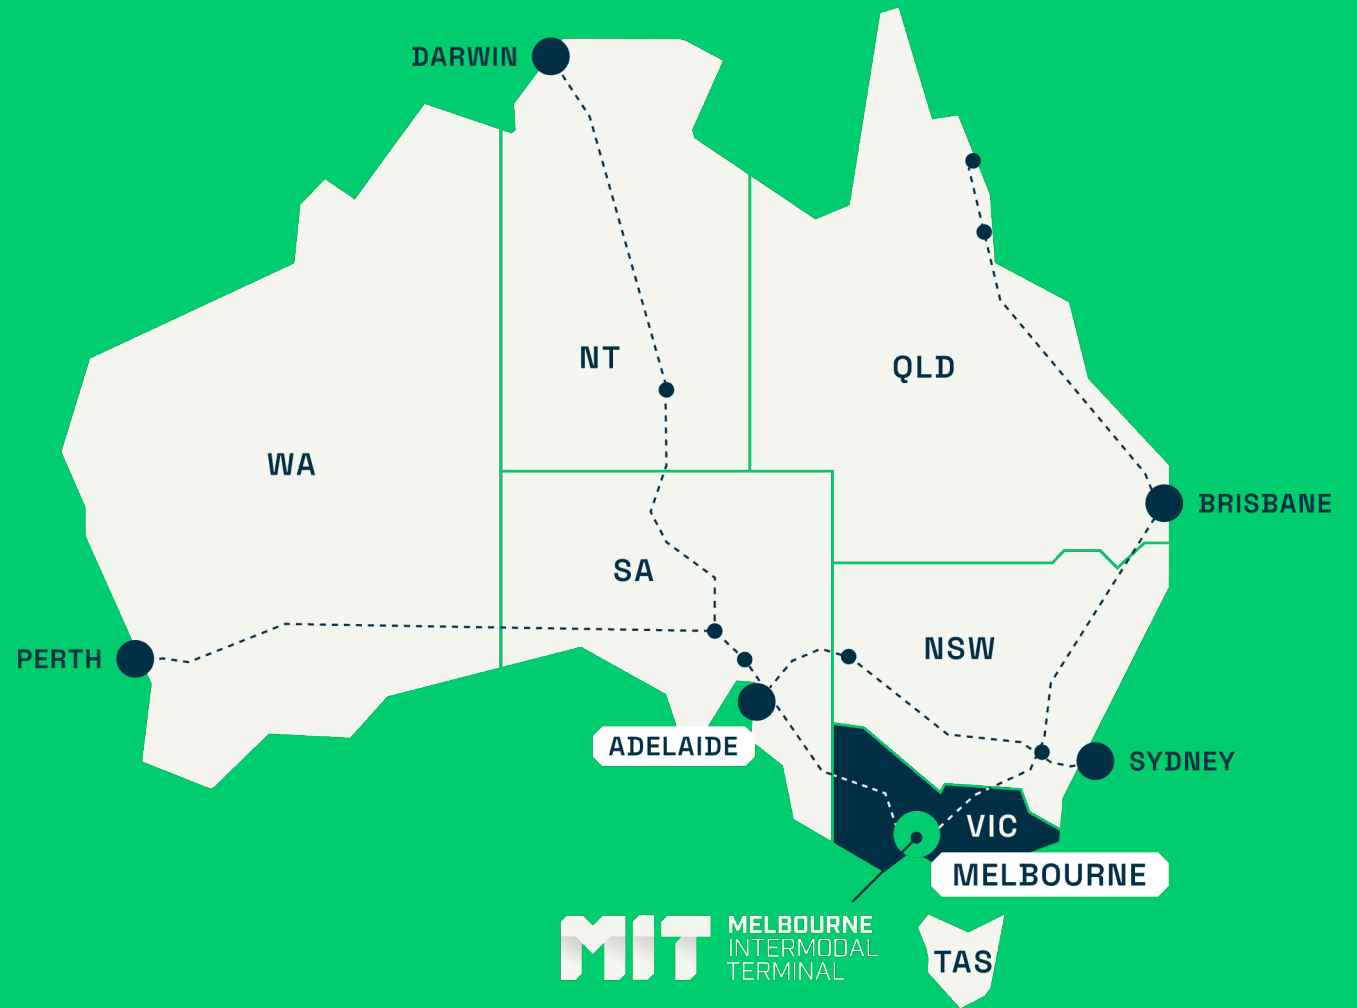 DARWIN
NT
QLD
WA
BRISBANE
SA
NSW
PERTH
ADELAIDE
SYDNEY
VIC
MELBOURNE
MIT
MELBOURNE
INTERMODAL
TERMINAL
TAS